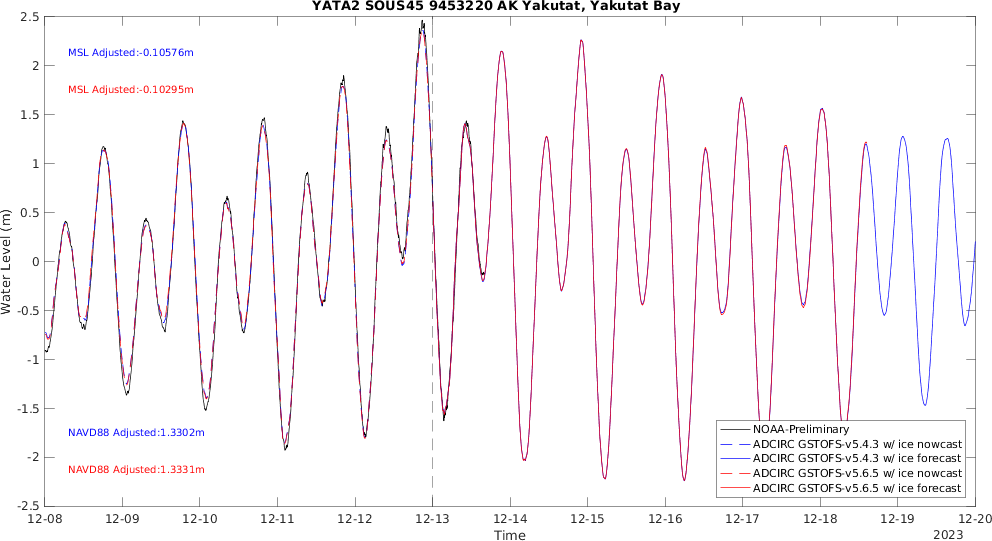 YATA2 SOUS45 9453220 AK Yakutat, Yakutat Bay
2.5
2
1.5
1
0.5
0
-0.5
-1
-1.5
-2
-2.5
Water Level (m)
MSL Adjusted:-0.10576m
MSL Adjusted:-0.10295m
NAVD88 Adjusted:1.3302m
NAVD88 Adjusted:1.3331m
NOAA-Preliminary
ADCIRC GSTOFS-v5.4.3 w/ ice nowcast
ADCIRC GSTOFS-v5.4.3 w/ ice forecast
ADCIRC GSTOFS-v5.6.5 w/ ice nowcast
ADCIRC GSTOFS-v5.6.5 w/ ice forecast
12-08 12-09 12-10 12-11 12-12 12-13 12-14 12-15 12-16 12-17 12-18 12-19 12-20
Time
2023